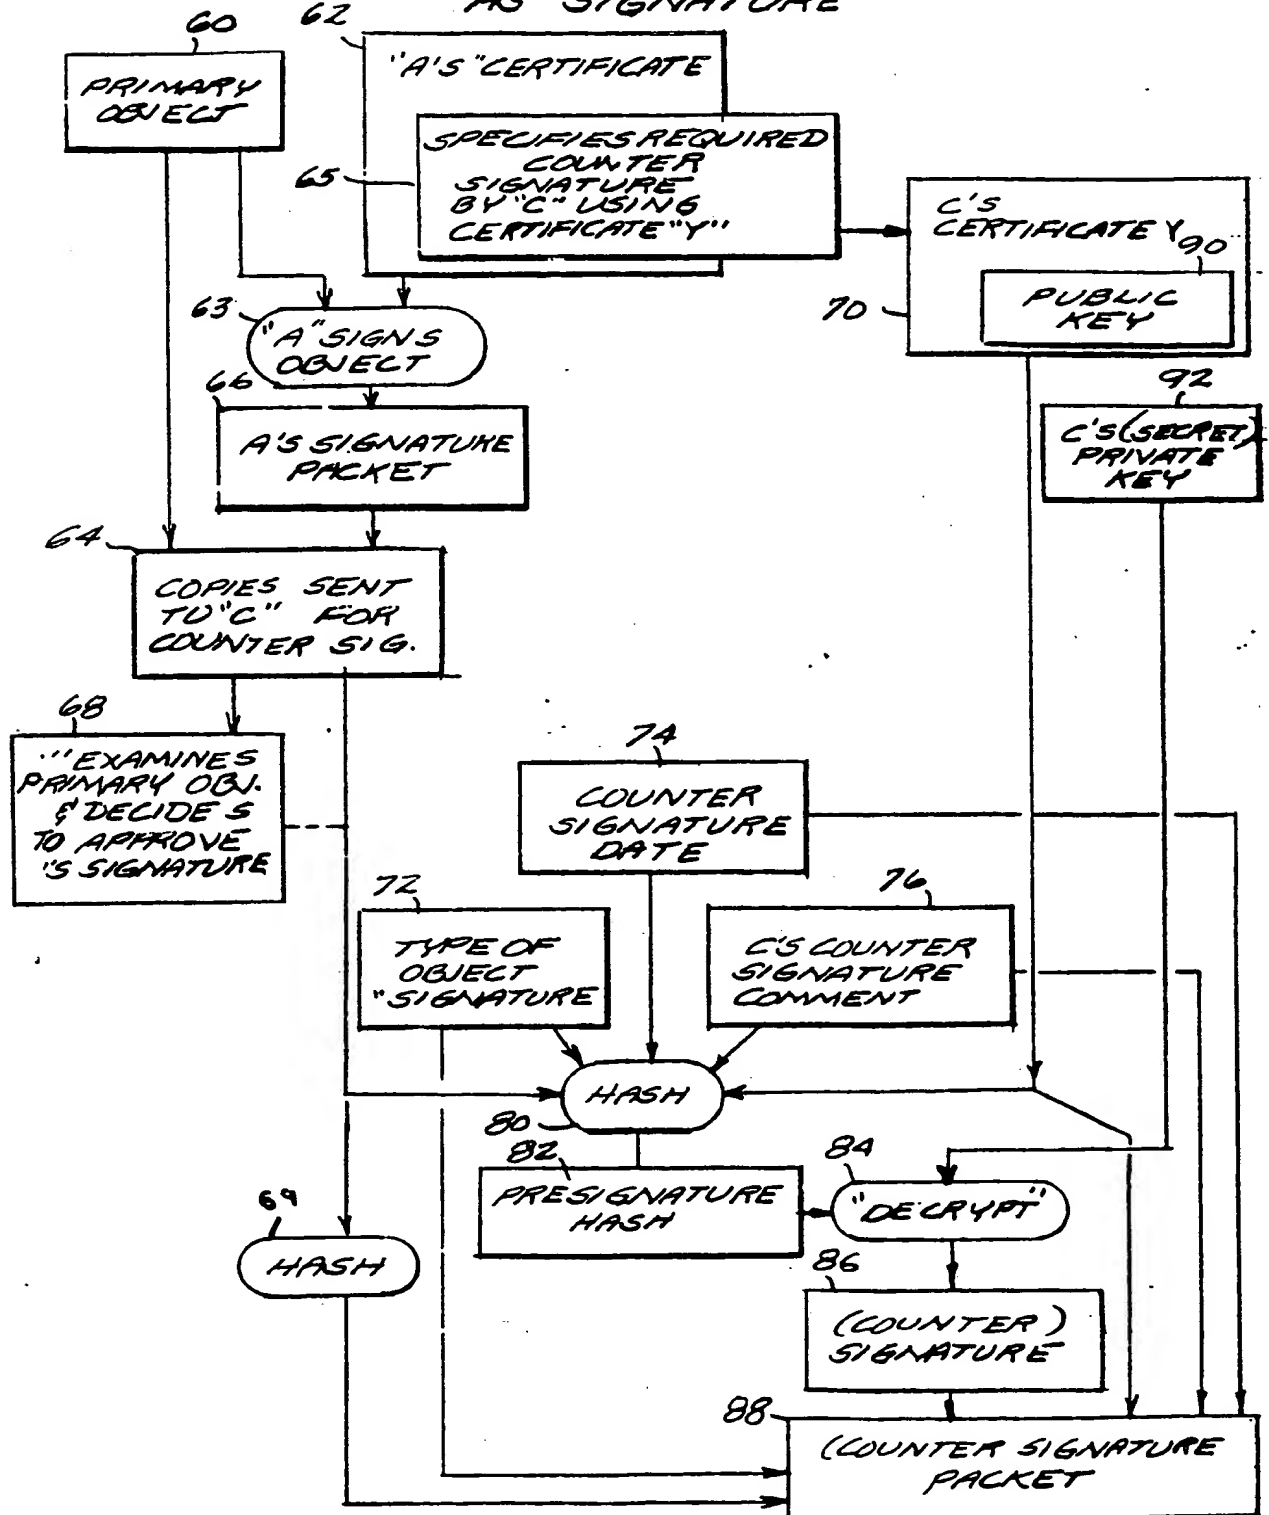 AS SIGNATURE
60
PRIMARY
OBJECT
62
"A'S" CERTIFICATE
65
SPECIFIES REQUIRED
COUNTER
SIGNATURE
BY "C" USING
CERTIFICATE "Y"
C'S
CERTIFICATE Y
90
PUBLIC
KEY
70
63
"A" SIGNS
OBJECT
66
A'S SIGNATURE
PACKET
92
C'S (SECRET)
PRIVATE
KEY
64
COPIES SENT
TO "C" FOR
COUNTER SIG.
68
" EXAMINES
PRIMARY OBJ.
& DECIDES
TO APPROVE
'S SIGNATURE
74
COUNTER
SIGNATURE
DATE
72
TYPE OF
OBJECT
"SIGNATURE
76
C'S COUNTER
SIGNATURE
COMMENT
HASH
80
82
PRESIGNATURE
HASH
84
"DECRYPT"
69
HASH
86
(COUNTER)
SIGNATURE
88
(COUNTER SIGNATURE
PACKET